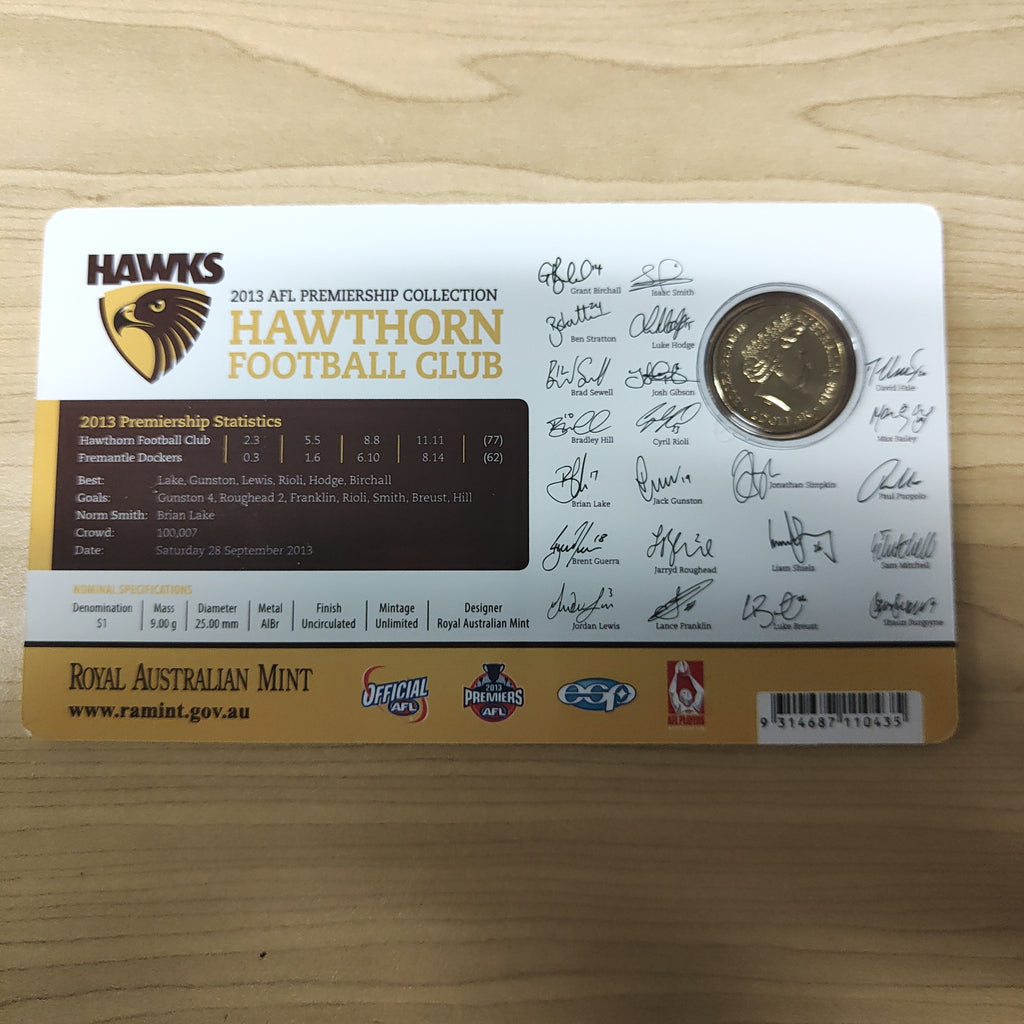 HAWKS
2013 AFL PREMIERSHIP COLLECTION
HAWTHORN
FOOTBALL CLUB
2013 Premiership Statistics
Hawthorn Football Club 2.3 5.5 8.8 11.11 (77)
Fremantle Dockers 0.3 1.6 6.10 8.14 (62)
Best: Lake, Gunston, Lewis, Rioli, Hodge, Birchall
Goals: Gunston 4, Roughead 2, Franklin, Rioli, Smith, Breust, Hill
Norm Smith: Brian Lake
Crowd: 100,007
Date: Saturday 28 September 2013
NOMINAL SPECIFICATIONS
Denomination Mass Diameter Metal Finish Mintage Designer
$1 9.00 g 25.00 mm AlBr Uncirculated Unlimited Royal Australian Mint
Grant Birchall Isaac Smith
Ben Stratton Luke Hodge
Brad Sewell Josh Gibson David Hale
Bradley Hill Cyril Rioli Max Bailey
Brian Lake Jack Gunston Jonathan Simpkin Paul Puopolo
Brent Guerra Jarryd Roughead Liam Shiels Sam Mitchell
Jordan Lewis Lance Franklin Luke Breust Shaun Burgoyne
ROYAL AUSTRALIAN MINT
www.ramint.gov.au
OFFICIAL
AFL
2013
PREMIERS
AFL
esp
AFL PLAYERS
9 314687 110435